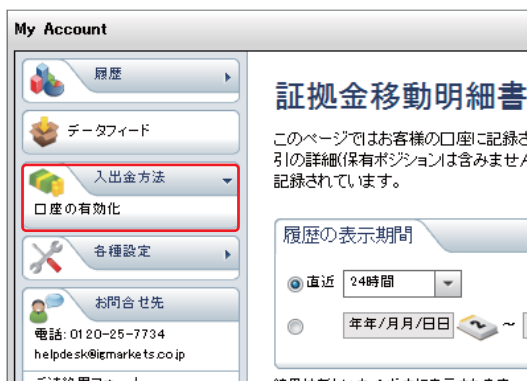 My Account
履歴
データフィード
入出金方法
口座の有効化
各種設定
お問合せ先
電話: 0120-25-7734
helpdesk@igmarkets.co.jp
証拠金移動明細書
このページではお客様の口座に記録さ
引の詳細(保有ポジションは含みません
記録されています。
履歴の表示期間
直近 24時間
年年/月月/日日 ~